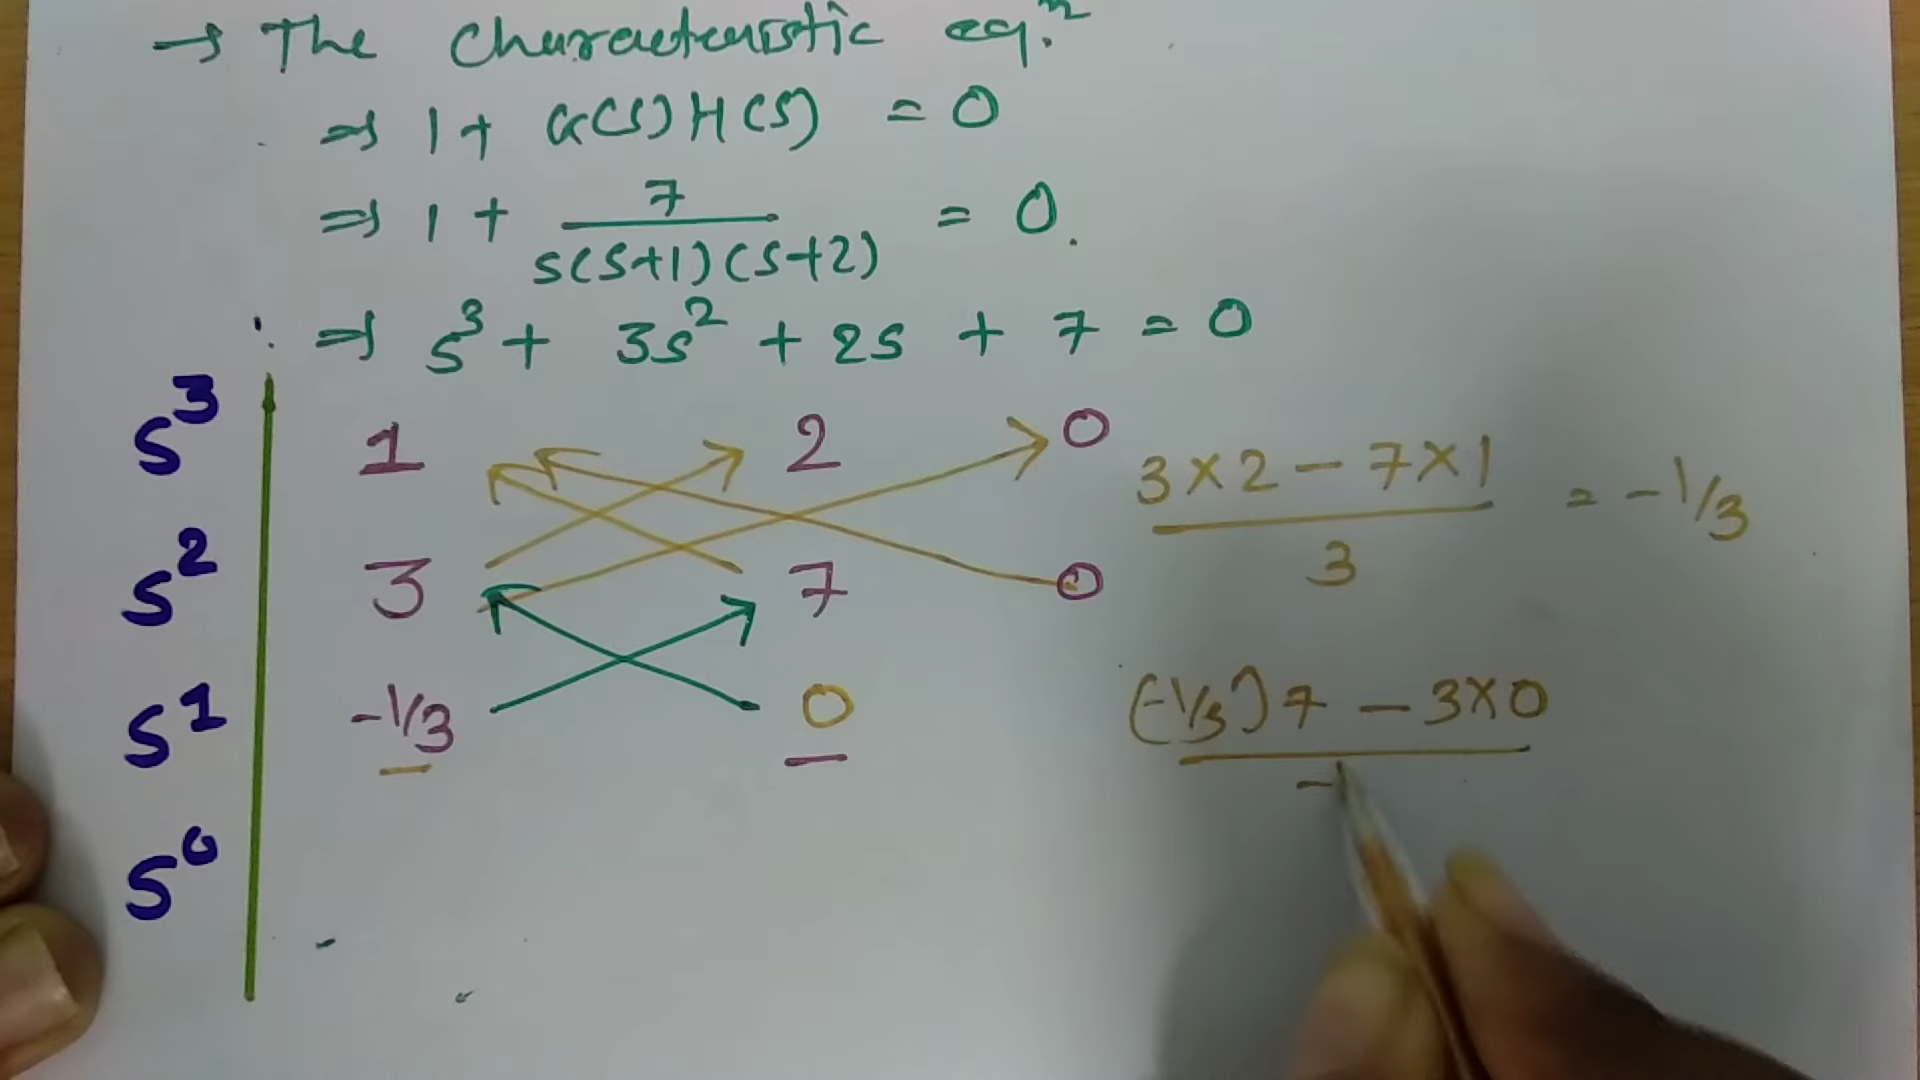 → The Characteristic eq.ⁿ
⇒ 1 + G(S) H(S) = 0
⇒ 1 + 7 / s(s+1)(s+2) = 0.
⇒ s³ + 3s² + 2s + 7 = 0
S³ 1 2 0 3×2 - 7×1 / 3 = -1/3
S² 3 7 0
S¹ -1/3 0 (-1/3) 7 - 3×0 / -
S⁰